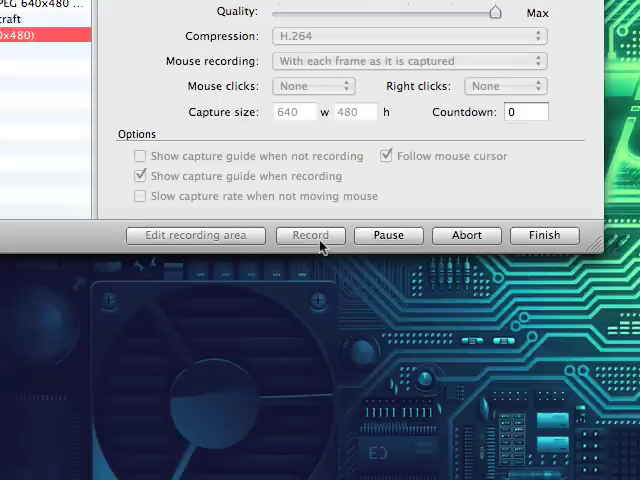 PEG 640x480 ...
Quality:
Max
craft
0x480)
Compression: H.264
Mouse recording: With each frame as it is captured
Mouse clicks: None Right clicks: None
Capture size: 640 w 480 h Countdown: 0
Options
Show capture guide when not recording Follow mouse cursor
Show capture guide when recording
Slow capture rate when not moving mouse
Edit recording area Record Pause Abort Finish